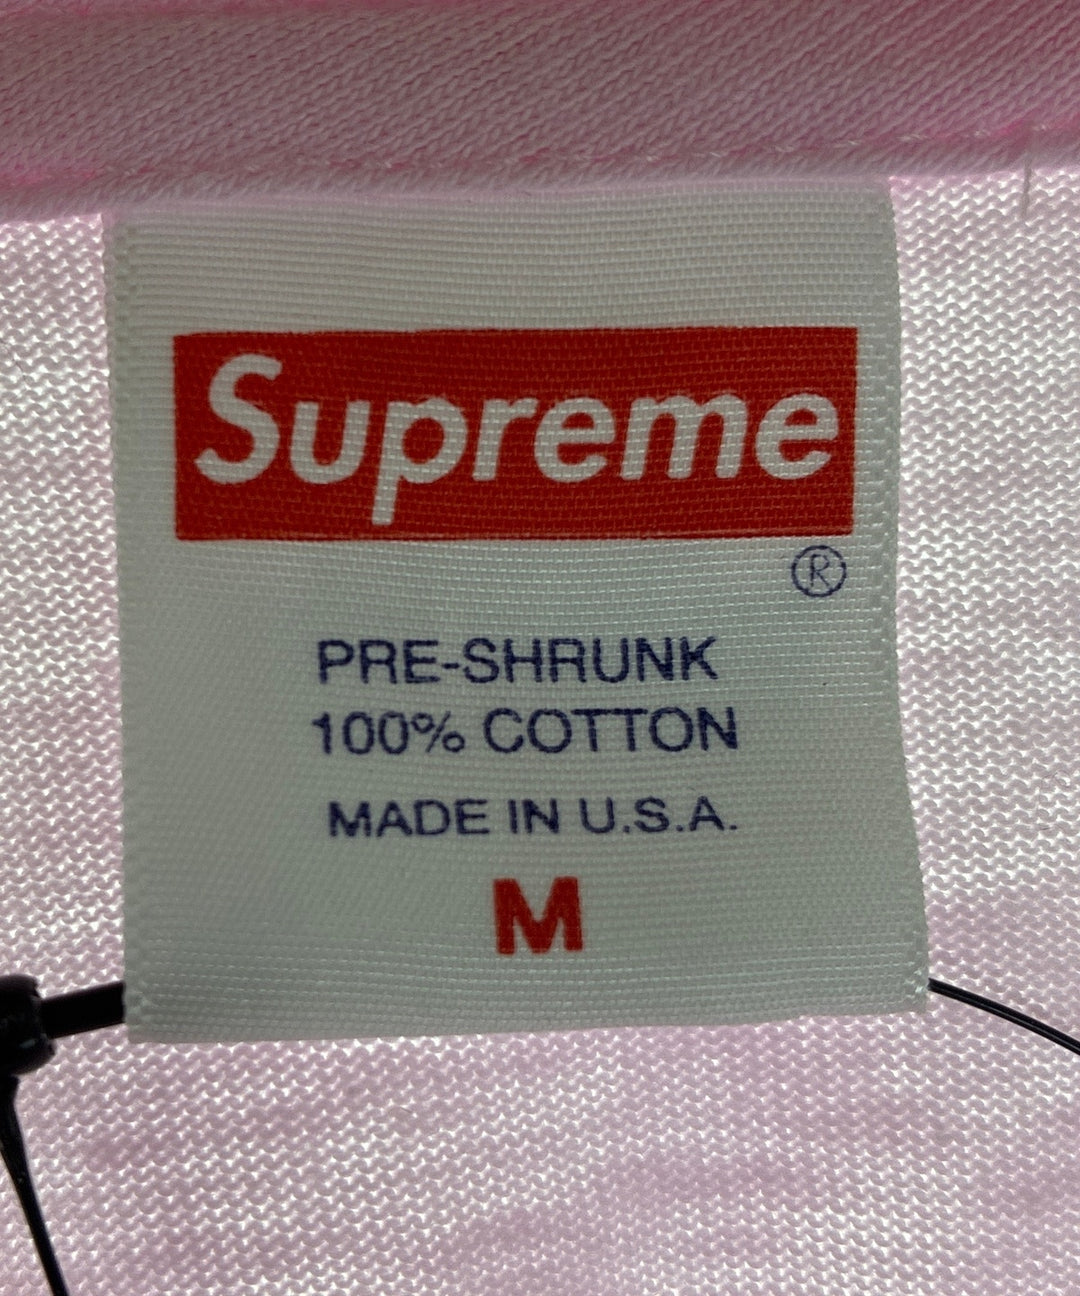 Supreme
®
PRE-SHRUNK
100% COTTON
MADE IN U.S.A.
M